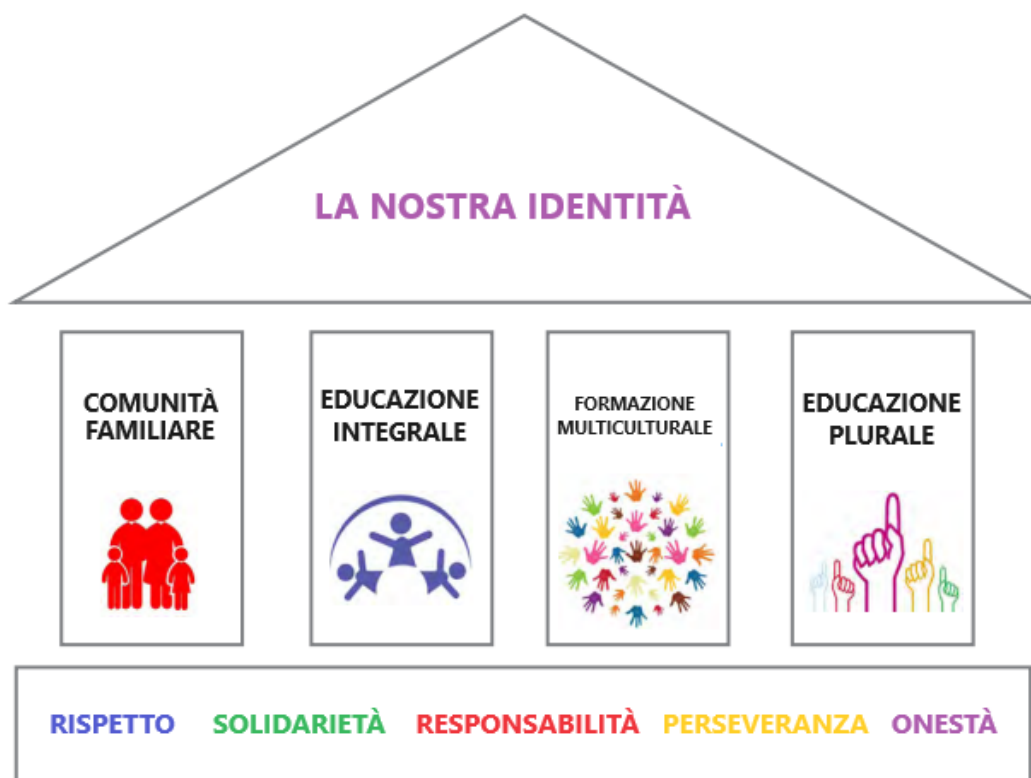 LA NOSTRA IDENTITÀ
COMUNITÀ
FAMILIARE
EDUCAZIONE
INTEGRALE
FORMAZIONE
MULTICULTURALE
EDUCAZIONE
PLURALE
RISPETTO SOLIDARIETÀ RESPONSABILITÀ PERSEVERANZA ONESTÀ